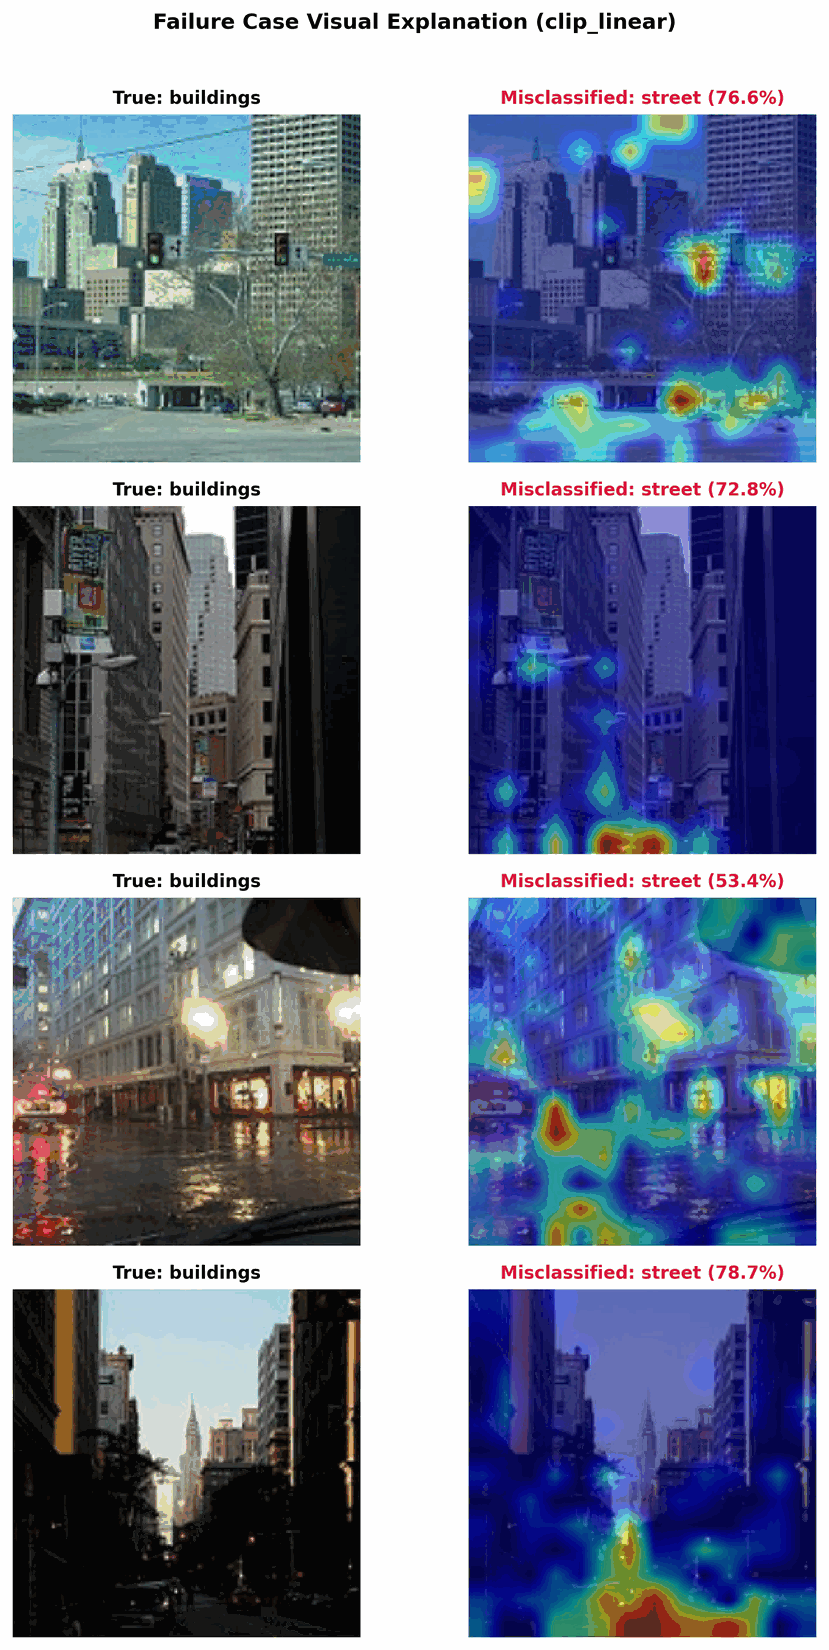 Failure Case Visual Explanation (clip_linear)
True: buildings
Misclassified: street (76.6%)
True: buildings
Misclassified: street (72.8%)
True: buildings
Misclassified: street (53.4%)
True: buildings
Misclassified: street (78.7%)